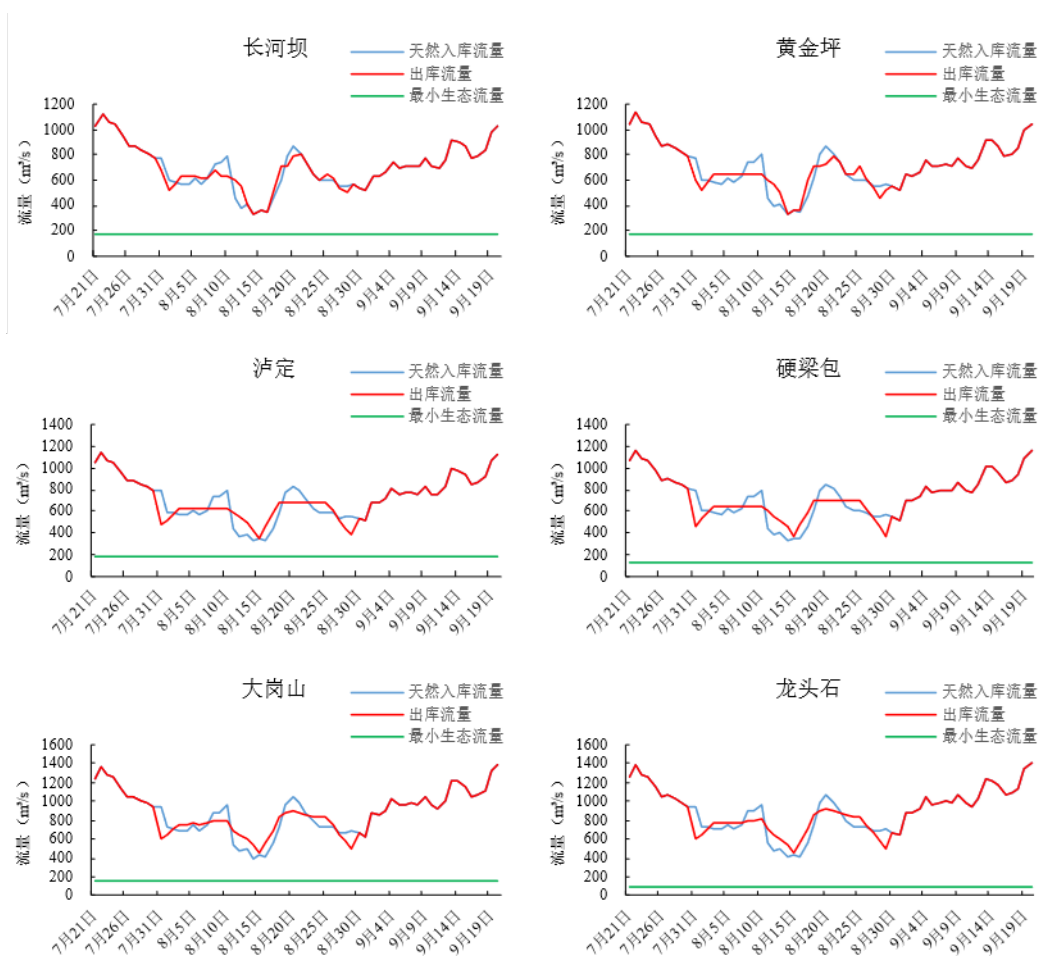 长河坝
天然入库流量
出库流量
最小生态流量
流量（m³/s）
1200
1000
800
600
400
200
0
7月21日
7月26日
7月31日
8月5日
8月10日
8月15日
8月20日
8月25日
8月30日
9月4日
9月9日
9月14日
9月19日
黄金坪
天然入库流量
出库流量
最小生态流量
流量（m³/s）
1200
1000
800
600
400
200
0
7月21日
7月26日
7月31日
8月5日
8月10日
8月15日
8月20日
8月25日
8月30日
9月4日
9月9日
9月14日
9月19日
泸定
天然入库流量
出库流量
最小生态流量
流量（m³/s）
1400
1200
1000
800
600
400
200
0
7月21日
7月26日
7月31日
8月5日
8月10日
8月15日
8月20日
8月25日
8月30日
9月4日
9月9日
9月14日
9月19日
硬梁包
天然入库流量
出库流量
最小生态流量
流量（m³/s）
1400
1200
1000
800
600
400
200
0
7月21日
7月26日
7月31日
8月5日
8月10日
8月15日
8月20日
8月25日
8月30日
9月4日
9月9日
9月14日
9月19日
大岗山
天然入库流量
出库流量
最小生态流量
流量（m³/s）
1600
1400
1200
1000
800
600
400
200
0
7月21日
7月26日
7月31日
8月5日
8月10日
8月15日
8月20日
8月25日
8月30日
9月4日
9月9日
9月14日
9月19日
龙头石
天然入库流量
出库流量
最小生态流量
流量（m³/s）
1600
1400
1200
1000
800
600
400
200
0
7月21日
7月26日
7月31日
8月5日
8月10日
8月15日
8月20日
8月25日
8月30日
9月4日
9月9日
9月14日
9月19日